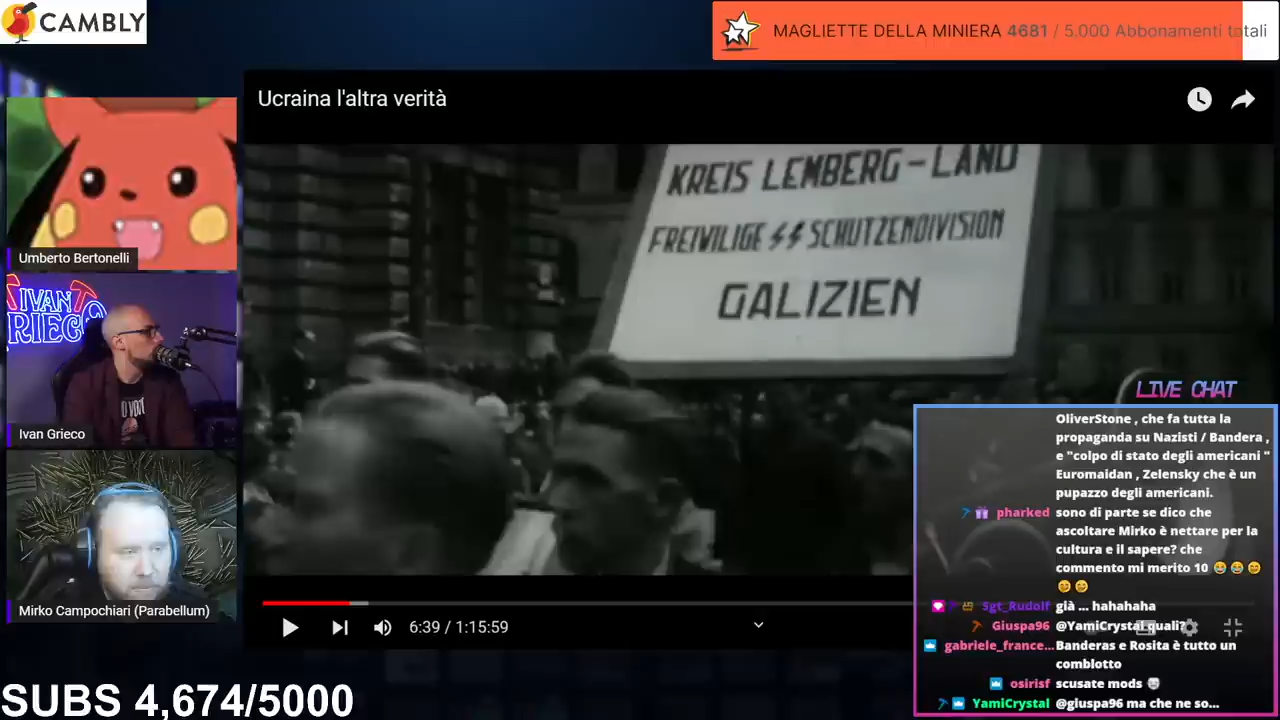 CAMBLY
MAGLIETTE DELLA MINIERA 4681 / 5.000 Abbonamenti totali
Ucraina l'altra verità
KREIS LEMBERG - LAND
FREIVILIGE ϟϟ SCHUTZENDIVISION
GALIZIEN
Umberto Bertonelli
IVAN
GRIECO
Ivan Grieco
Mirko Campochiari (Parabellum)
6:39 / 1:15:59
LIVE CHAT
OliverStone , che fa tutta la
propaganda su Nazisti / Bandera ,
e "colpo di stato degli americani "
Euromaidan , Zelensky che è un
pupazzo degli americani.
pharked sono di parte se dico che
ascoltare Mirko è nettare per la
cultura e il sapere? che
commento mi merito 10 😂😂😄
😄😄
Sgt_Rudolf già ... hahahaha
Giuspa96 @YamiCrystal quali?
gabriele_france... Banderas e Rosita è tutto un
comblotto
osirisf scusate mods
YamiCrystal @giuspa96 ma che ne so...
SUBS 4,674/5000